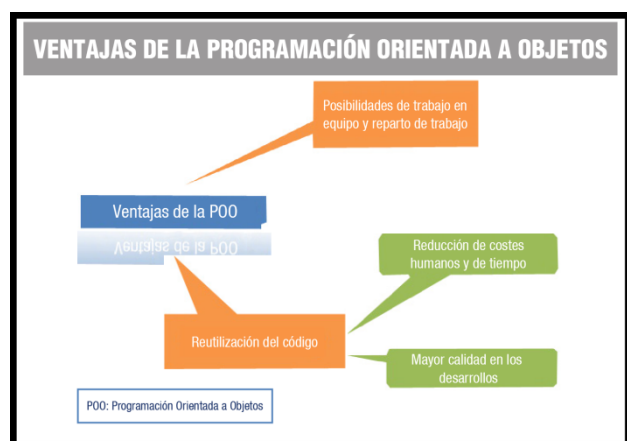 VENTAJAS DE LA PROGRAMACIÓN ORIENTADA A OBJETOS
Posibilidades de trabajo en
equipo y reparto de trabajo
Ventajas de la POO
Ventajas de la POO
Reducción de costes
humanos y de tiempo
Reutilización del código
Mayor calidad en los
desarrollos
POO: Programación Orientada a Objetos